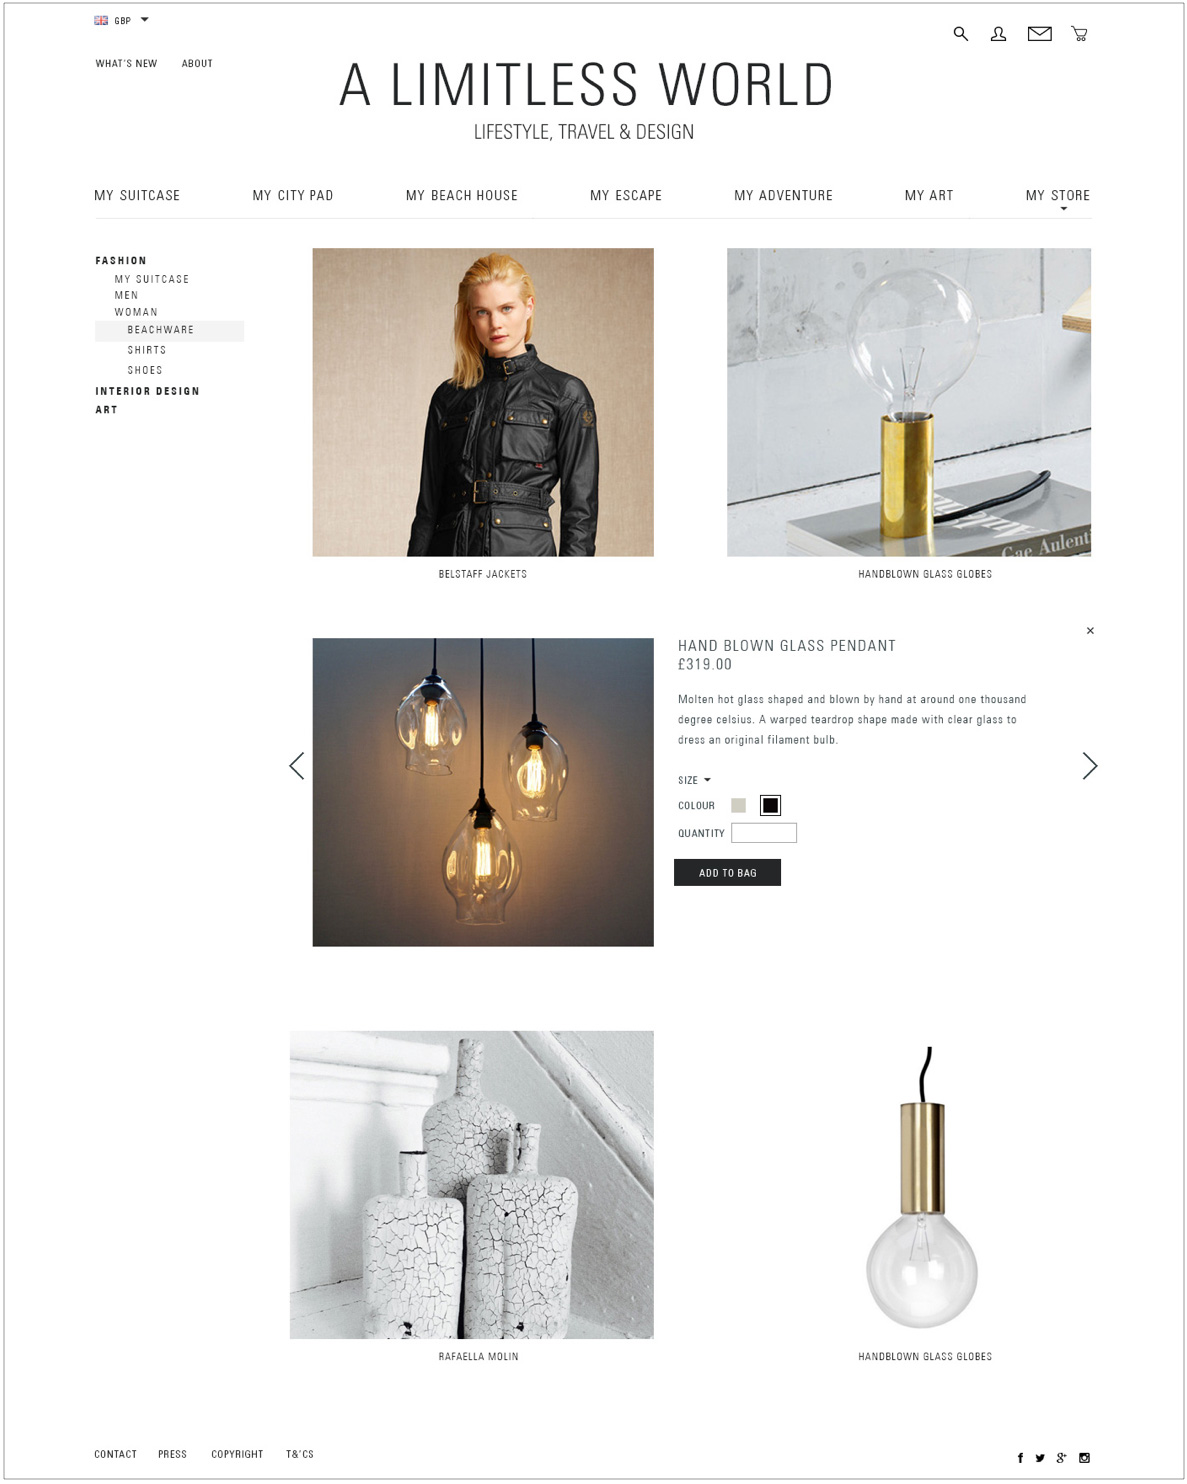 GBP
WHAT'S NEW
ABOUT
A LIMITLESS WORLD
LIFESTYLE, TRAVEL & DESIGN
MY SUITCASE
MY CITY PAD
MY BEACH HOUSE
MY ESCAPE
MY ADVENTURE
MY ART
MY STORE
FASHION
MY SUITCASE
MEN
WOMAN
BEACHWARE
SHIRTS
SHOES
INTERIOR DESIGN
ART
Gae Aulenti
BELSTAFF JACKETS
HANDBLOWN GLASS GLOBES
HAND BLOWN GLASS PENDANT
£319.00
Molten hot glass shaped and blown by hand at around one thousand
degree celsius. A warped teardrop shape made with clear glass to
dress an original filament bulb.
SIZE
COLOUR
QUANTITY
ADD TO BAG
RAFAELLA MOLIN
HANDBLOWN GLASS GLOBES
CONTACT
PRESS
COPYRIGHT
T&'CS